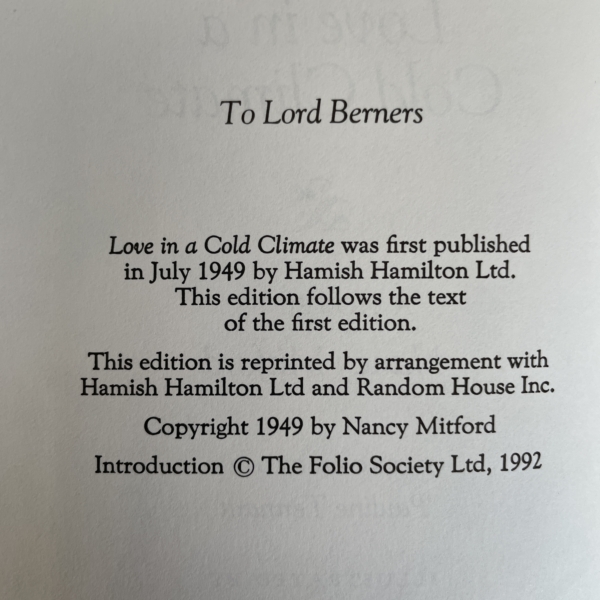 To Lord Berners
Love in a Cold Climate was first published
in July 1949 by Hamish Hamilton Ltd.
This edition follows the text
of the first edition.
This edition is reprinted by arrangement with
Hamish Hamilton Ltd and Random House Inc.
Copyright 1949 by Nancy Mitford
Introduction © The Folio Society Ltd, 1992